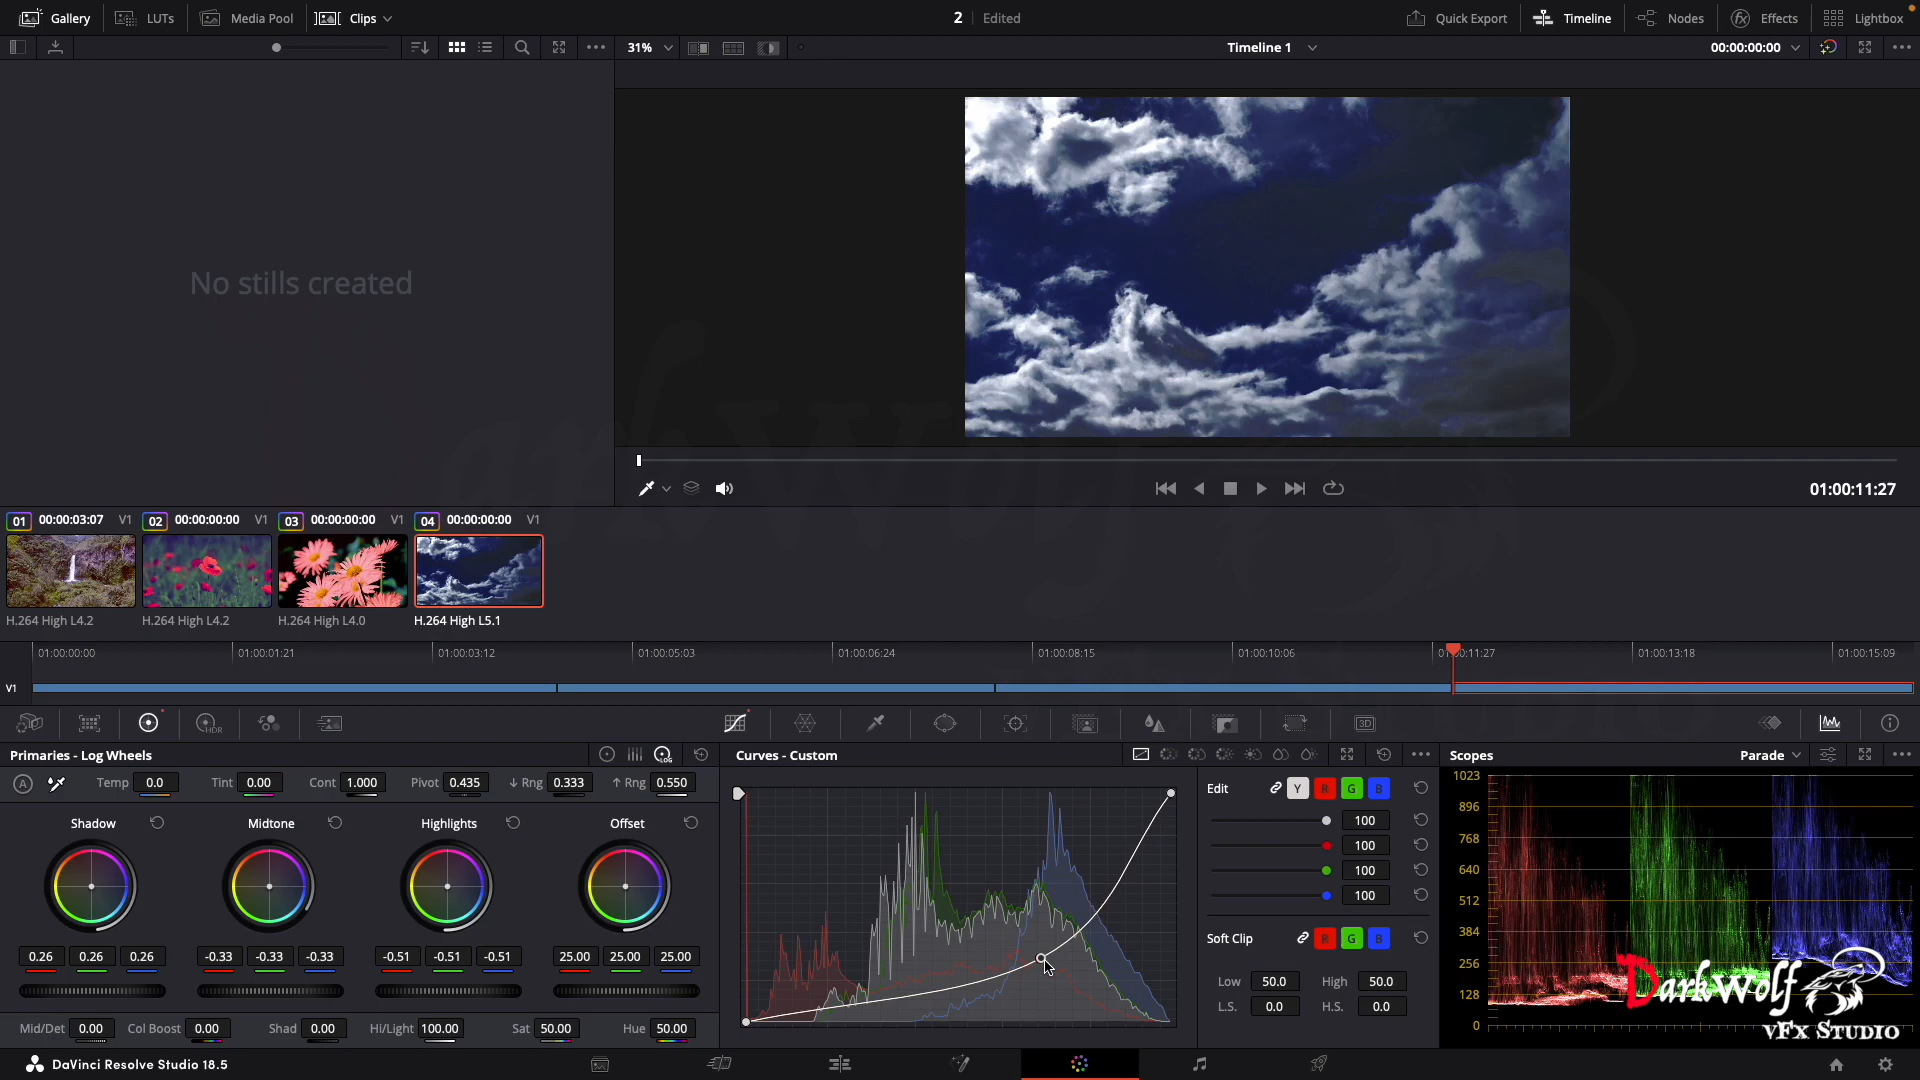 Gallery LUTs Media Pool Clips 2 Edited Quick Export Timeline Nodes Effects Lightbox
31% Timeline 1 00:00:00:00
No stills created
01:00:11:27
01 00:00:03:07 V1 02 00:00:00:00 V1 03 00:00:00:00 V1 04 00:00:00:00 V1
H.264 High L4.2 H.264 High L4.2 H.264 High L4.0 H.264 High L5.1
01:00:00:00 01:00:01:21 01:00:03:12 01:00:05:03 01:00:06:24 01:00:08:15 01:00:10:06 01:00:11:27 01:00:13:18 01:00:15:09
V1
HDR 3D
Primaries - Log Wheels LOG Curves - Custom Scopes Parade
A Temp 0.0 Tint 0.00 Cont 1.000 Pivot 0.435 ↓ Rng 0.333 ↑ Rng 0.550
Shadow Midtone Highlights Offset
0.26 0.26 0.26 -0.33 -0.33 -0.33 -0.51 -0.51 -0.51 25.00 25.00 25.00
Mid/Det 0.00 Col Boost 0.00 Shad 0.00 Hi/Light 100.00 Sat 50.00 Hue 50.00
Edit Y R G B
100
100
100
100
Soft Clip R G B
Low 50.0 High 50.0
L.S. 0.0 H.S. 0.0
1023
896
768
640
512
384
256
128
0
DarkWolf
vFx Studio
DaVinci Resolve Studio 18.5